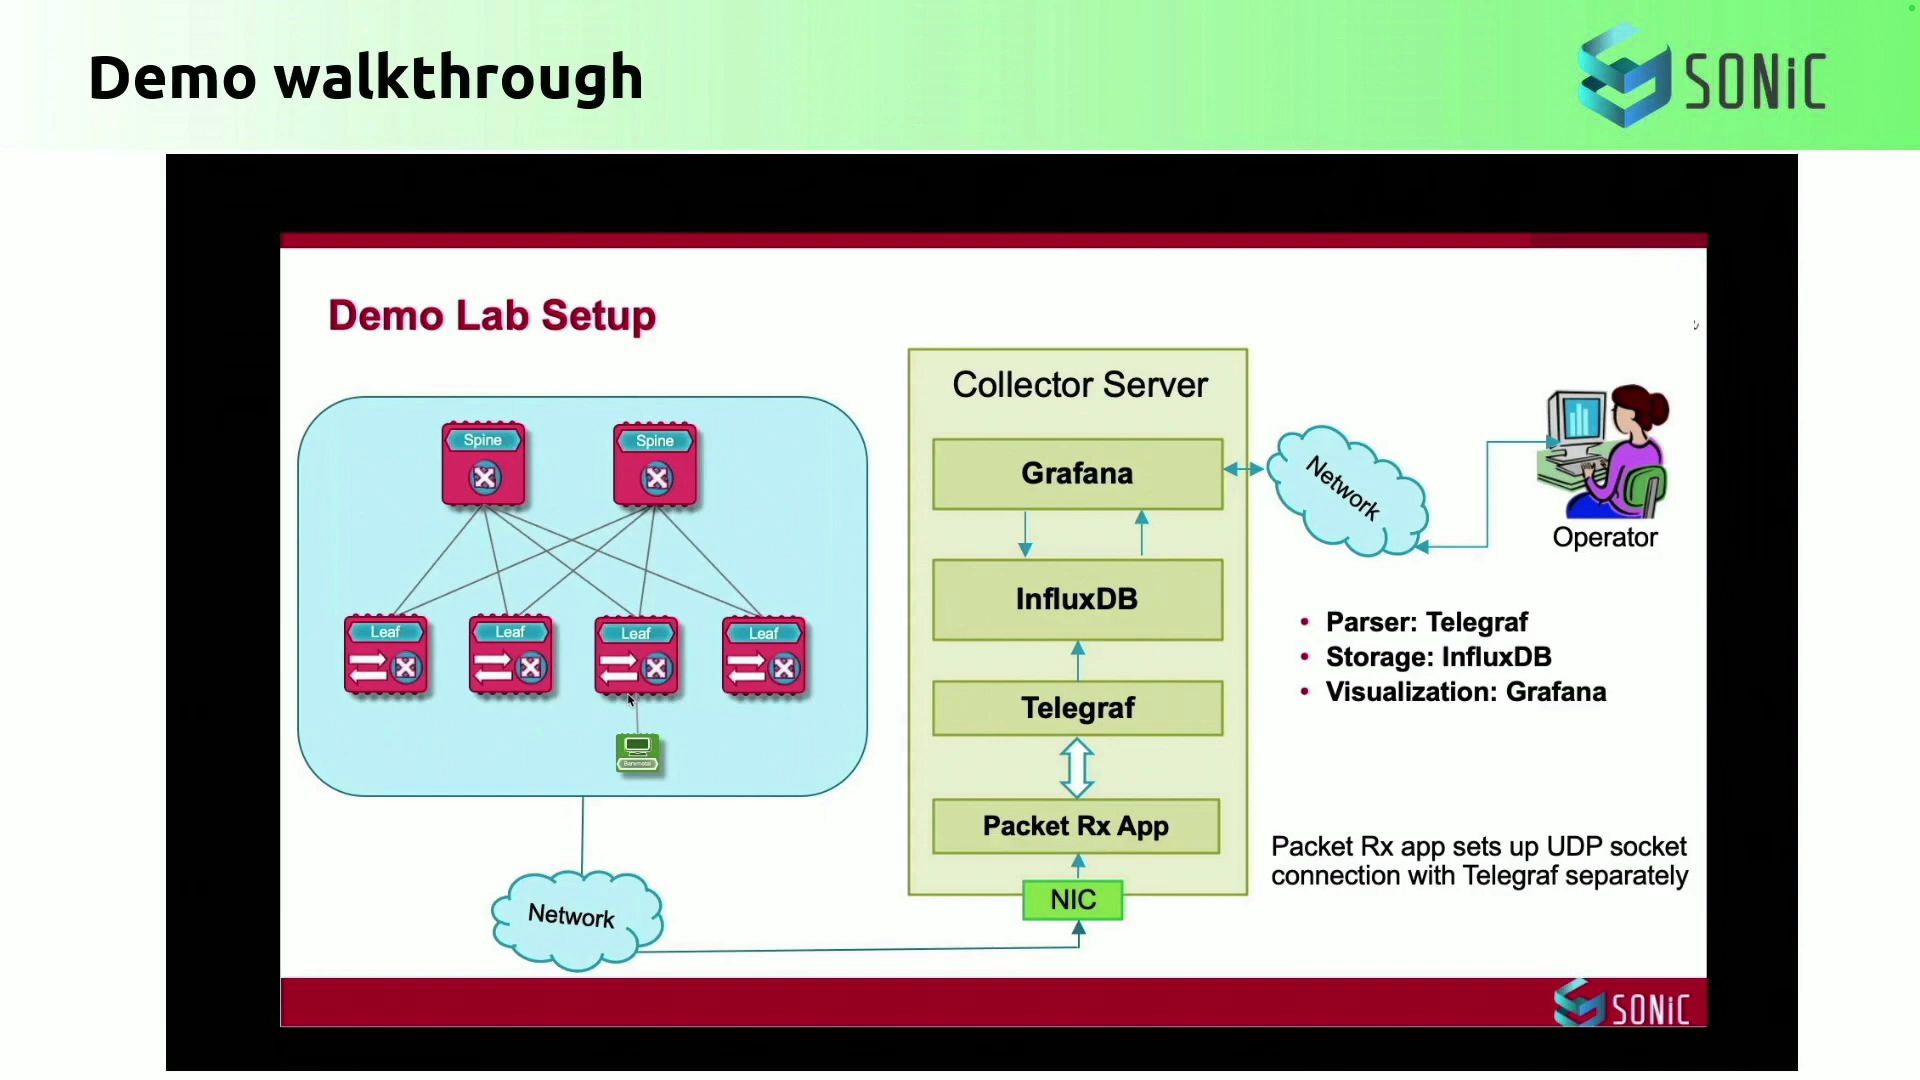 Demo walkthrough
SONiC
Demo Lab Setup
Spine
Spine
Leaf
Leaf
Leaf
Leaf
Network
Collector Server
Grafana
InfluxDB
Telegraf
Packet Rx App
NIC
Network
Operator
• Parser: Telegraf
• Storage: InfluxDB
• Visualization: Grafana
Packet Rx app sets up UDP socket
connection with Telegraf separately
SONiC